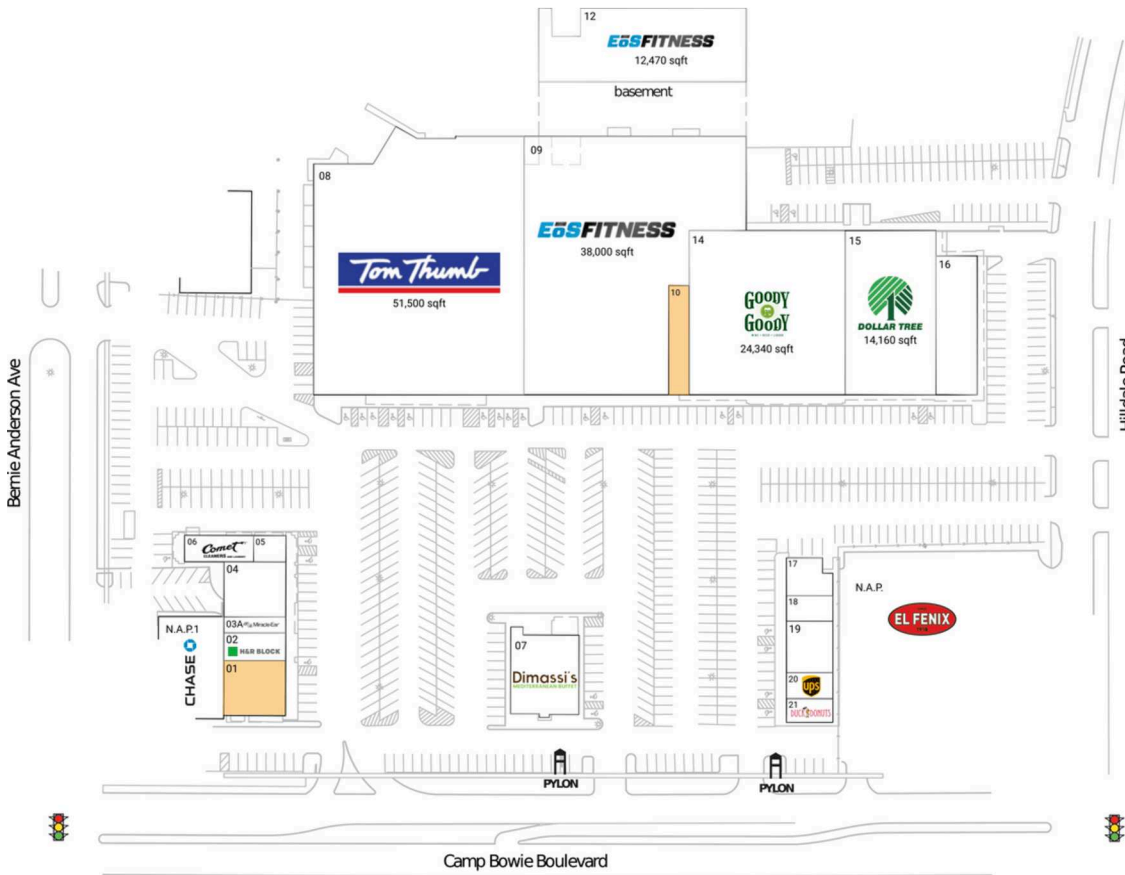 12
EōSFITNESS
12,470 sqft
basement
09
08
EōSFITNESS
38,000 sqft
14
15
16
Tom Thumb
51,500 sqft
10
GOODY
GOODY
24,340 sqft
DOLLAR TREE
14,160 sqft
Bernie Anderson Ave
06
Comet
CLEANERS
05
04
03A
Miracle-Ear
N.A.P.1
02
H&R BLOCK
CHASE
01
07
Dimassi's
MEDITERRANEAN BUFFET
17
18
19
20
ups
21
DUCK DONUTS
N.A.P.
EL FENIX
PYLON
PYLON
Camp Bowie Boulevard